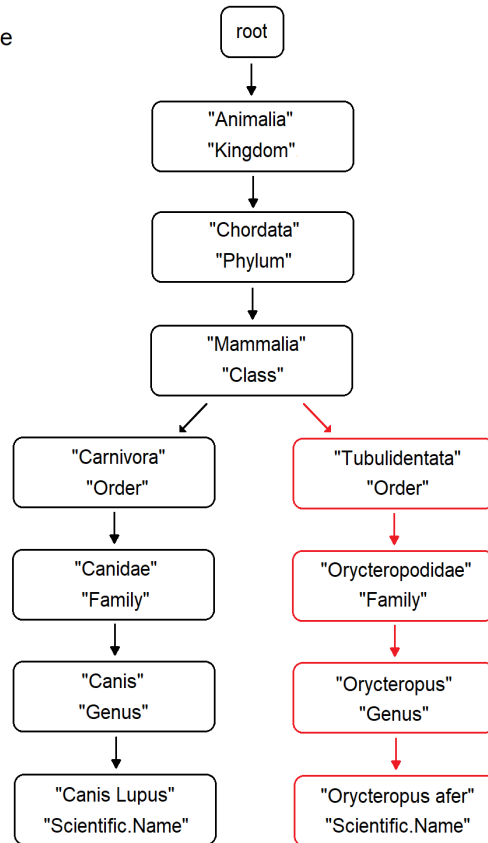 e
root
"Animalia"
"Kingdom"
"Chordata"
"Phylum"
"Mammalia"
"Class"
"Carnivora"
"Order"
"Tubulidentata"
"Order"
"Canidae"
"Family"
"Orycteropodidae"
"Family"
"Canis"
"Genus"
"Orycteropus"
"Genus"
"Canis Lupus"
"Scientific.Name"
"Orycteropus afer"
"Scientific.Name"